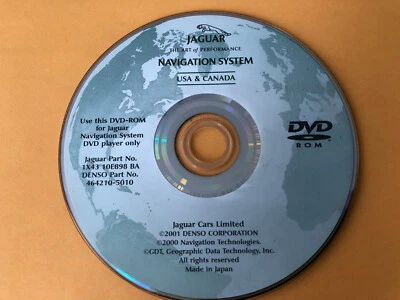 JAGUAR
THE ART of PERFORMANCE
NAVIGATION SYSTEM
USA & CANADA
Use this DVD-ROM
for Jaguar
Navigation System
DVD player only
Jaguar-Part No.
1X43 10E898 BA
DENSO Part No.
464210-5010
DVD
ROM
Jaguar Cars Limited
©2001 DENSO CORPORATION
©2000 Navigation Technologies.
©GDT, Geographic Data Technology, Inc.
All rights reserved
Made in Japan